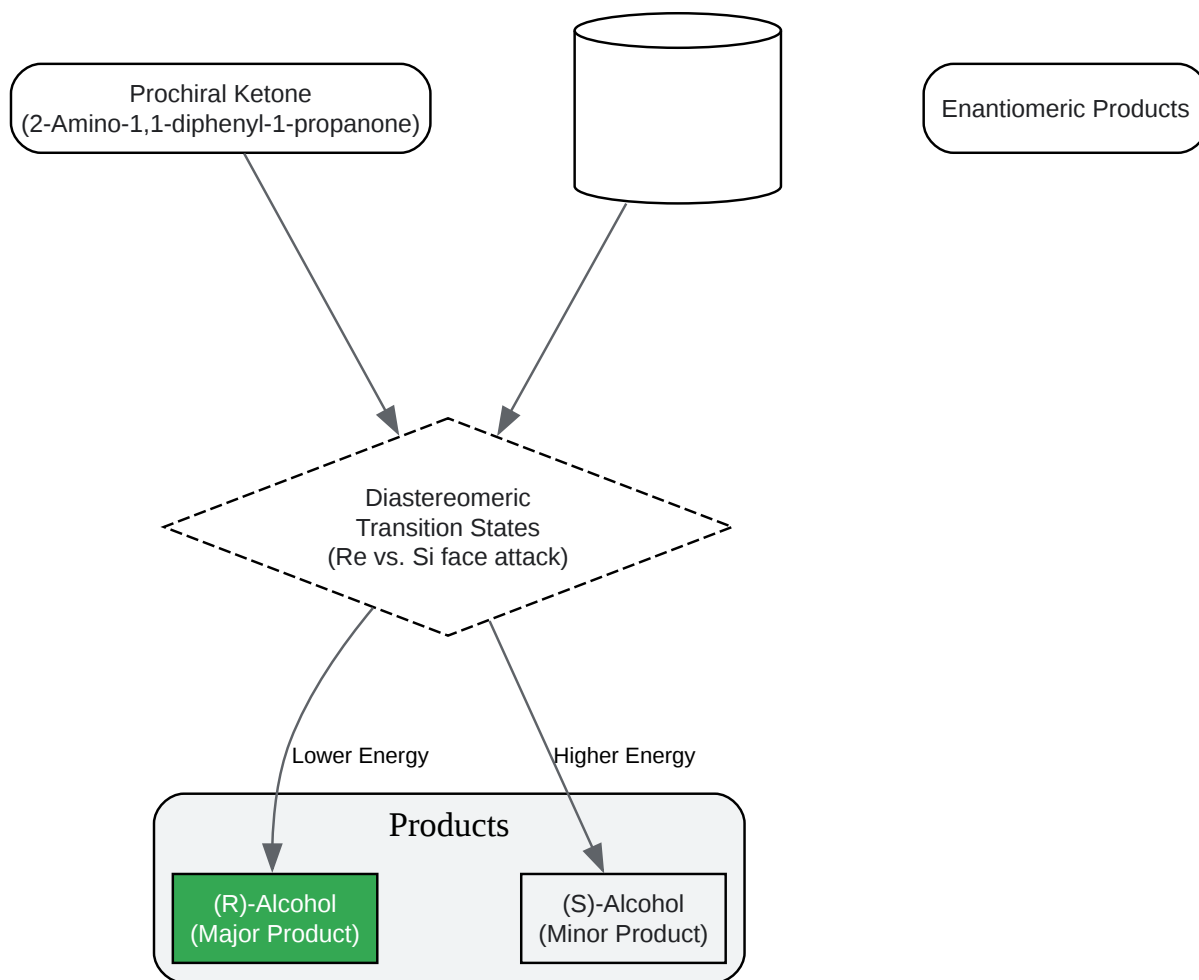 Prochiral Ketone
(2-Amino-1,1-diphenyl-1-propanone)
Enantiomeric Products
Diastereomeric
Transition States
(Re vs. Si face attack)
Lower Energy
Higher Energy
Products
(R)-Alcohol
(Major Product)
(S)-Alcohol
(Minor Product)